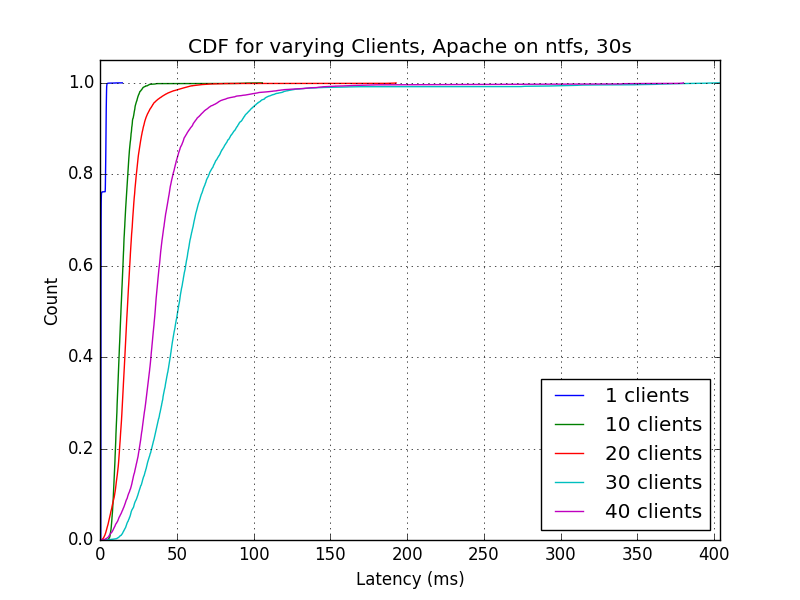 CDF for varying Clients, Apache on ntfs, 30s
1.0
0.8
0.6
0.4
0.2
0.0
Count
1 clients
10 clients
20 clients
30 clients
40 clients
0 50 100 150 200 250 300 350 400
Latency (ms)